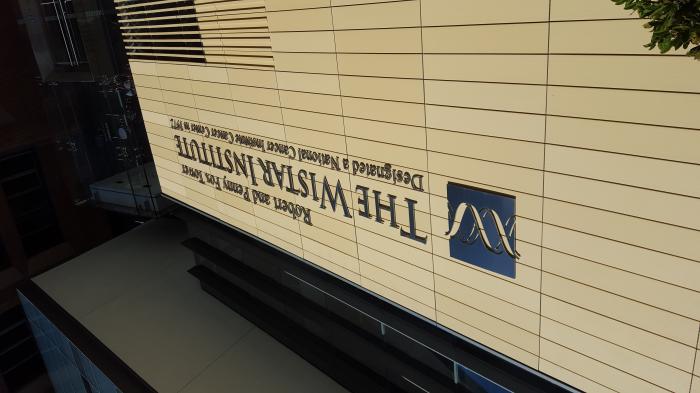 Robert and Penny Fox Tower
THE WISTAR INSTITUTE
Designated a National Cancer Institute Cancer Center in 1972